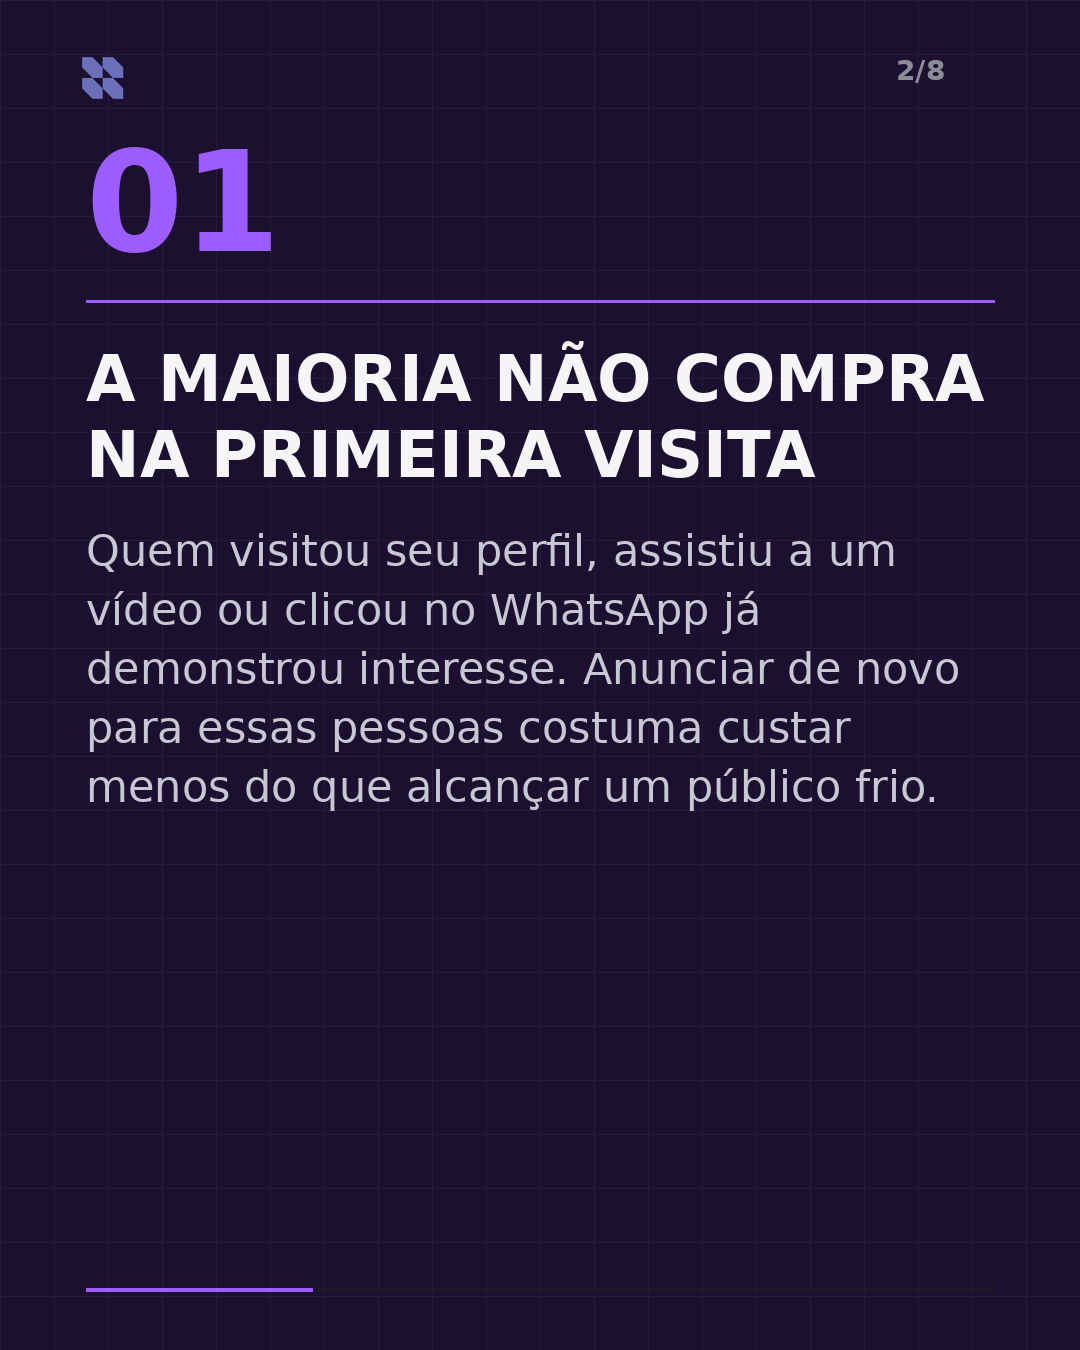 2/8
01
A MAIORIA NÃO COMPRA
NA PRIMEIRA VISITA
Quem visitou seu perfil, assistiu a um
vídeo ou clicou no WhatsApp já
demonstrou interesse. Anunciar de novo
para essas pessoas costuma custar
menos do que alcançar um público frio.